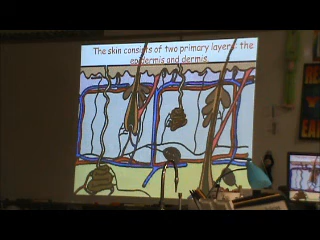 The skin consists of two primary layers: the
epidermis and dermis